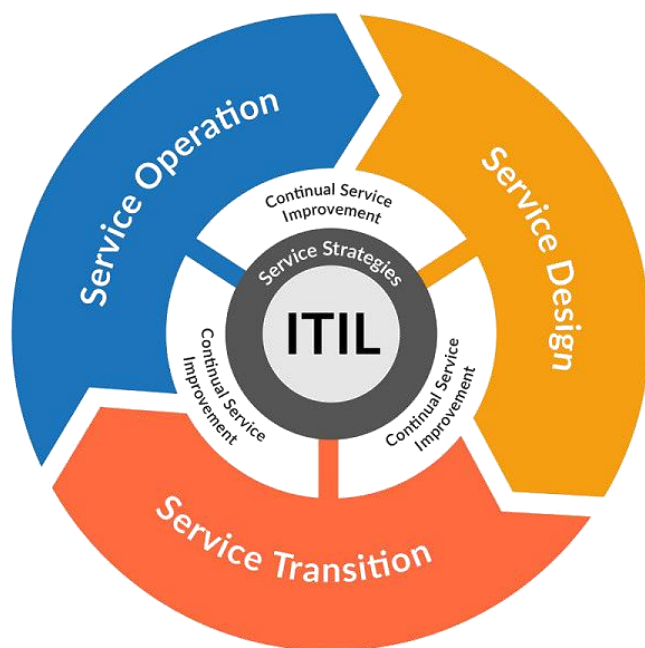 Service Operation
Service Design
Continual Service
Improvement
Service Strategies
ITIL
Continual Service
Improvement
Continual Service
Improvement
Service Transition